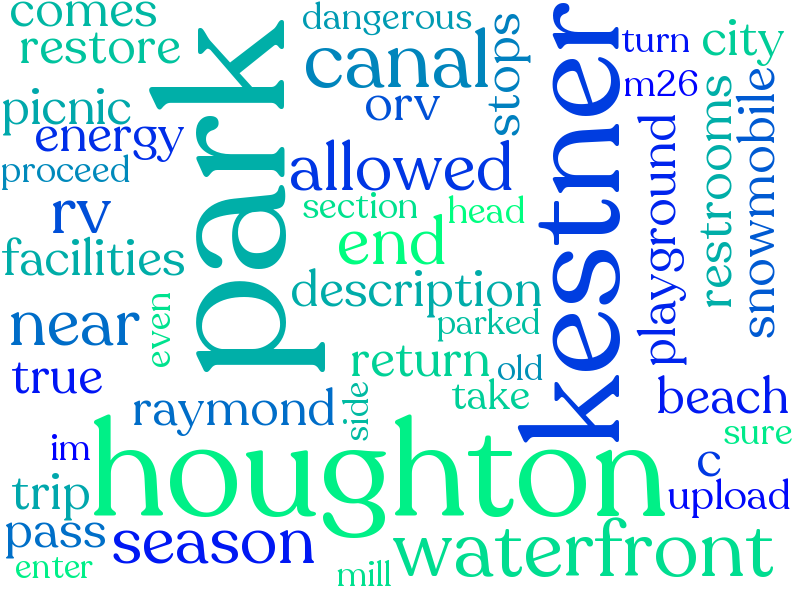 comes
restore
park
dangerous
canal
stops
kestner
turn
city
m26
picnic
energy
orv
proceed
allowed
playground
restrooms
snowmobile
rv
section
head
end
facilities
description
near
even
parked
true
return
old
raymond
side
take
beach
sure
im
houghton
c
trip
upload
pass
season
waterfront
enter
mill